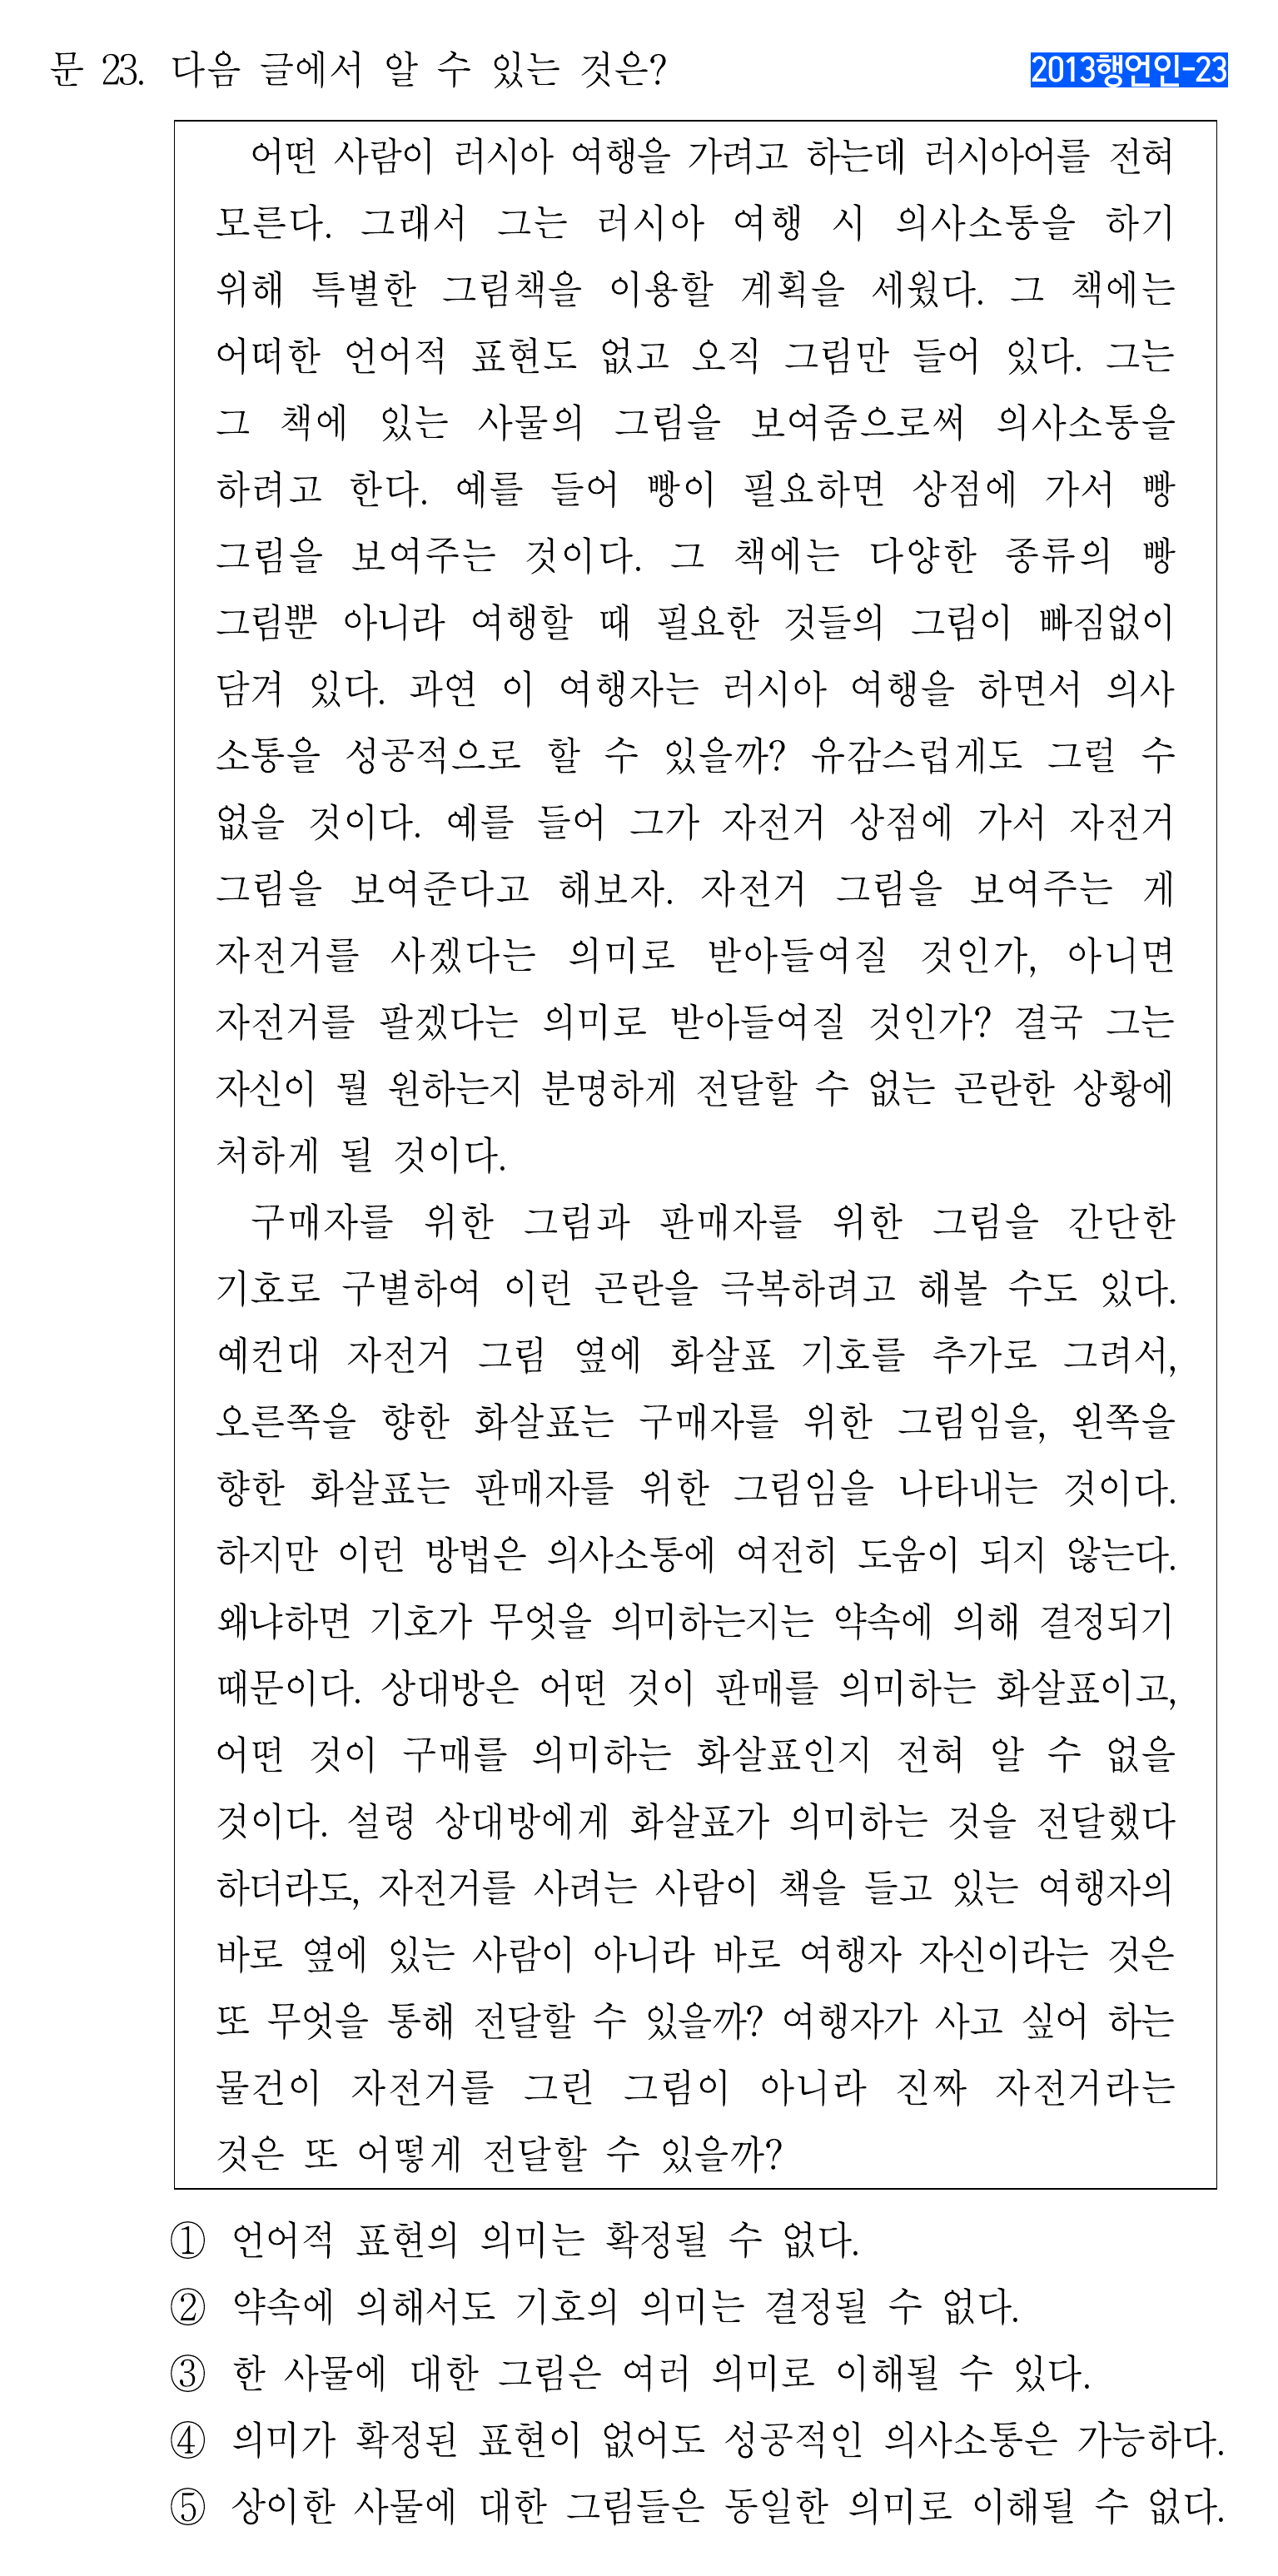 문 23. 다음 글에서 알 수 있는 것은?
2013행언인-23
어떤 사람이 러시아 여행을 가려고 하는데 러시아어를 전혀
모른다. 그래서 그는 러시아 여행 시 의사소통을 하기
위해 특별한 그림책을 이용할 계획을 세웠다. 그 책에는
어떠한 언어적 표현도 없고 오직 그림만 들어 있다. 그는
그 책에 있는 사물의 그림을 보여줌으로써 의사소통을
하려고 한다. 예를 들어 빵이 필요하면 상점에 가서 빵
그림을 보여주는 것이다. 그 책에는 다양한 종류의 빵
그림뿐 아니라 여행할 때 필요한 것들의 그림이 빠짐없이
담겨 있다. 과연 이 여행자는 러시아 여행을 하면서 의사
소통을 성공적으로 할 수 있을까? 유감스럽게도 그럴 수
없을 것이다. 예를 들어 그가 자전거 상점에 가서 자전거
그림을 보여준다고 해보자. 자전거 그림을 보여주는 게
자전거를 사겠다는 의미로 받아들여질 것인가, 아니면
자전거를 팔겠다는 의미로 받아들여질 것인가? 결국 그는
자신이 뭘 원하는지 분명하게 전달할 수 없는 곤란한 상황에
처하게 될 것이다.
구매자를 위한 그림과 판매자를 위한 그림을 간단한
기호로 구별하여 이런 곤란을 극복하려고 해볼 수도 있다.
예컨대 자전거 그림 옆에 화살표 기호를 추가로 그려서,
오른쪽을 향한 화살표는 구매자를 위한 그림임을, 왼쪽을
향한 화살표는 판매자를 위한 그림임을 나타내는 것이다.
하지만 이런 방법은 의사소통에 여전히 도움이 되지 않는다.
왜냐하면 기호가 무엇을 의미하는지는 약속에 의해 결정되기
때문이다. 상대방은 어떤 것이 판매를 의미하는 화살표이고,
어떤 것이 구매를 의미하는 화살표인지 전혀 알 수 없을
것이다. 설령 상대방에게 화살표가 의미하는 것을 전달했다
하더라도, 자전거를 사려는 사람이 책을 들고 있는 여행자의
바로 옆에 있는 사람이 아니라 바로 여행자 자신이라는 것은
또 무엇을 통해 전달할 수 있을까? 여행자가 사고 싶어 하는
물건이 자전거를 그린 그림이 아니라 진짜 자전거라는
것은 또 어떻게 전달할 수 있을까?
① 언어적 표현의 의미는 확정될 수 없다.
② 약속에 의해서도 기호의 의미는 결정될 수 없다.
③ 한 사물에 대한 그림은 여러 의미로 이해될 수 있다.
④ 의미가 확정된 표현이 없어도 성공적인 의사소통은 가능하다.
⑤ 상이한 사물에 대한 그림들은 동일한 의미로 이해될 수 없다.